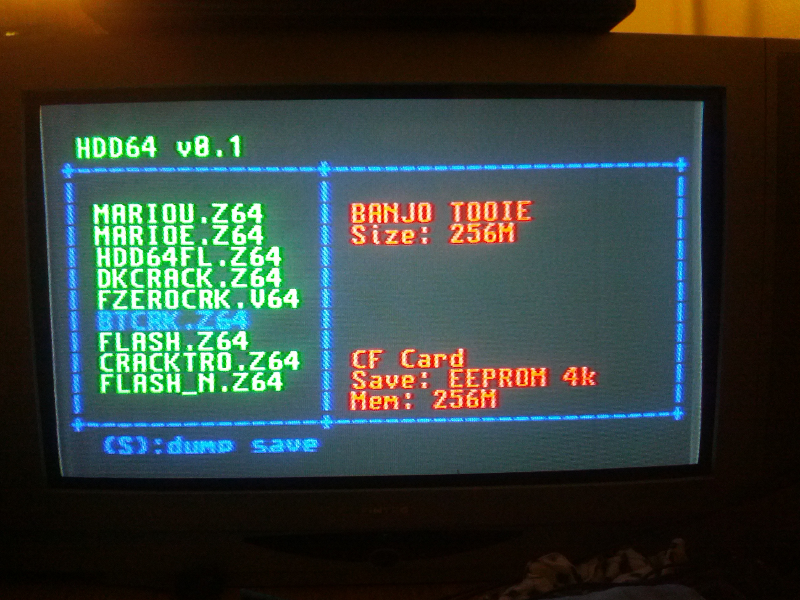 HDD64 v0.1
MARIOU.Z64
MARIOE.Z64
HDD64FL.Z64
DKCRACK.Z64
FZEROCRK.V64
BTCRK.Z64
FLASH.Z64
CRACKTRO.Z64
FLASH_N.Z64
BANJO TOOIE
Size: 256M
CF Card
Save: EEPROM 4k
Mem: 256M
(S):dump save